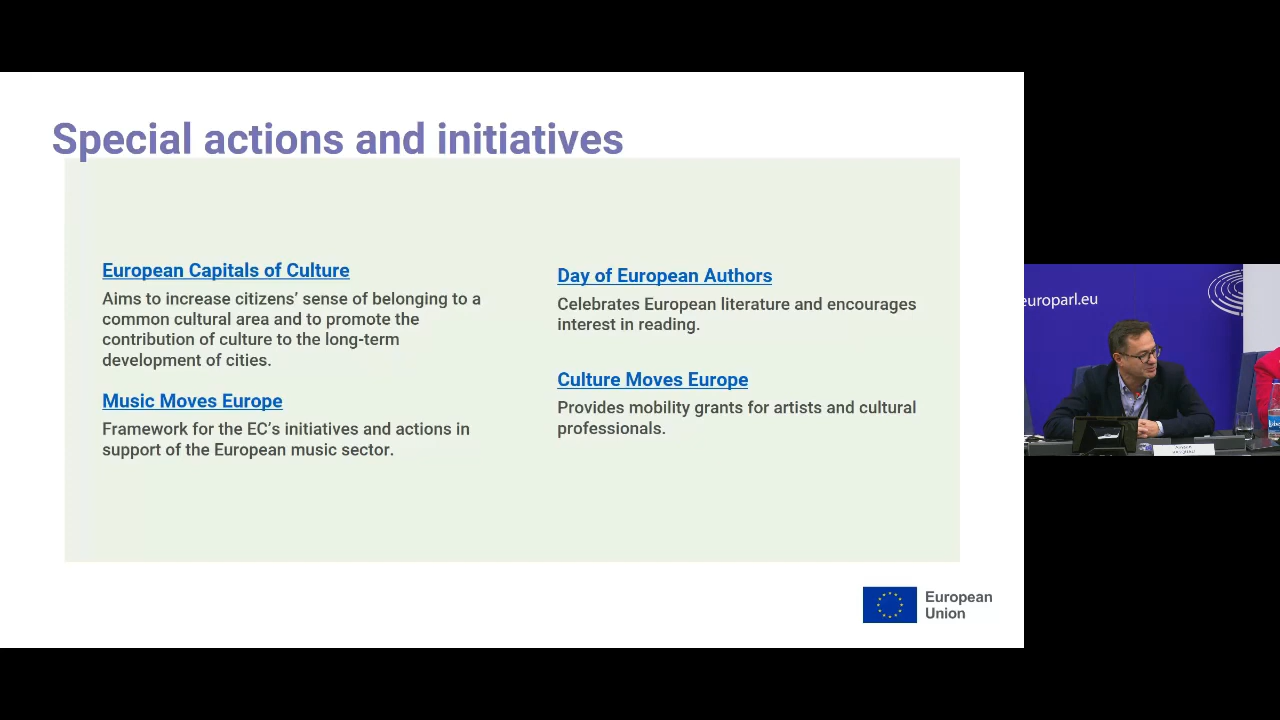 Special actions and initiatives
European Capitals of Culture
Aims to increase citizens’ sense of belonging to a
common cultural area and to promote the
contribution of culture to the long-term
development of cities.
Music Moves Europe
Framework for the EC’s initiatives and actions in
support of the European music sector.
Day of European Authors
Celebrates European literature and encourages
interest in reading.
Culture Moves Europe
Provides mobility grants for artists and cultural
professionals.
European
Union
europarl.eu